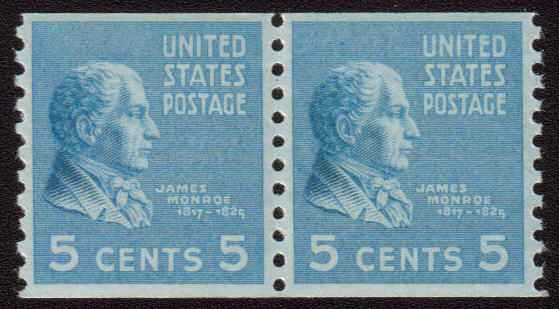 UNITED
STATES
POSTAGE
JAMES
MONROE
1817-1825
5 CENTS 5
UNITED
STATES
POSTAGE
JAMES
MONROE
1817-1825
5 CENTS 5